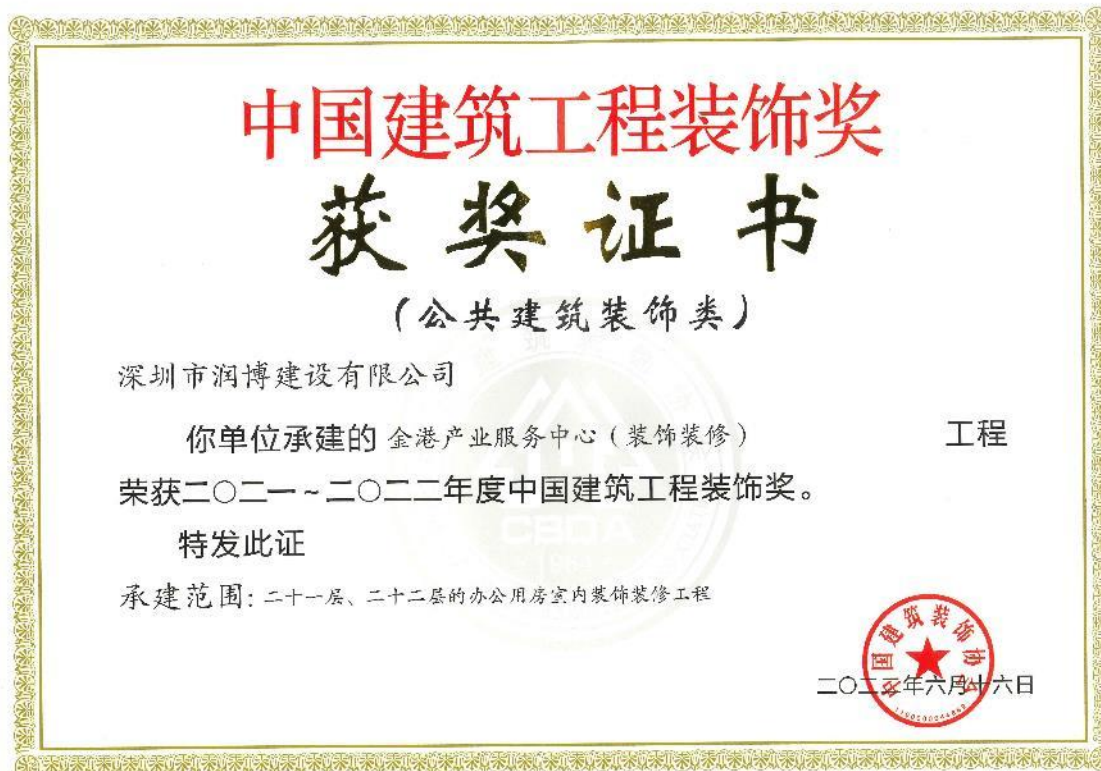 中国建筑工程装饰奖
获奖证书
(公共建筑装饰类)
深圳市润博建设有限公司
你单位承建的 金港产业服务中心(装饰装修) 工程
荣获二〇二一~二〇二二年度中国建筑工程装饰奖。
特发此证
承建范围:二十一层、二十二层的办公用房室内装饰装修工程
中国建筑装饰协会
二〇二三年六月十六日
CBDA